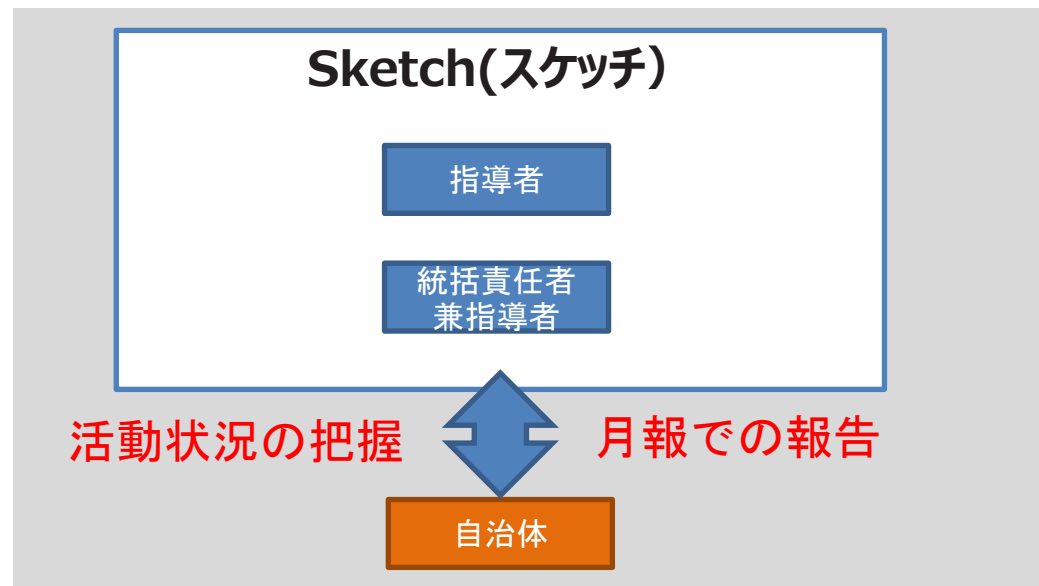 Sketch(スケッチ）
指導者
統括責任者
兼指導者
活動状況の把握
月報での報告
自治体